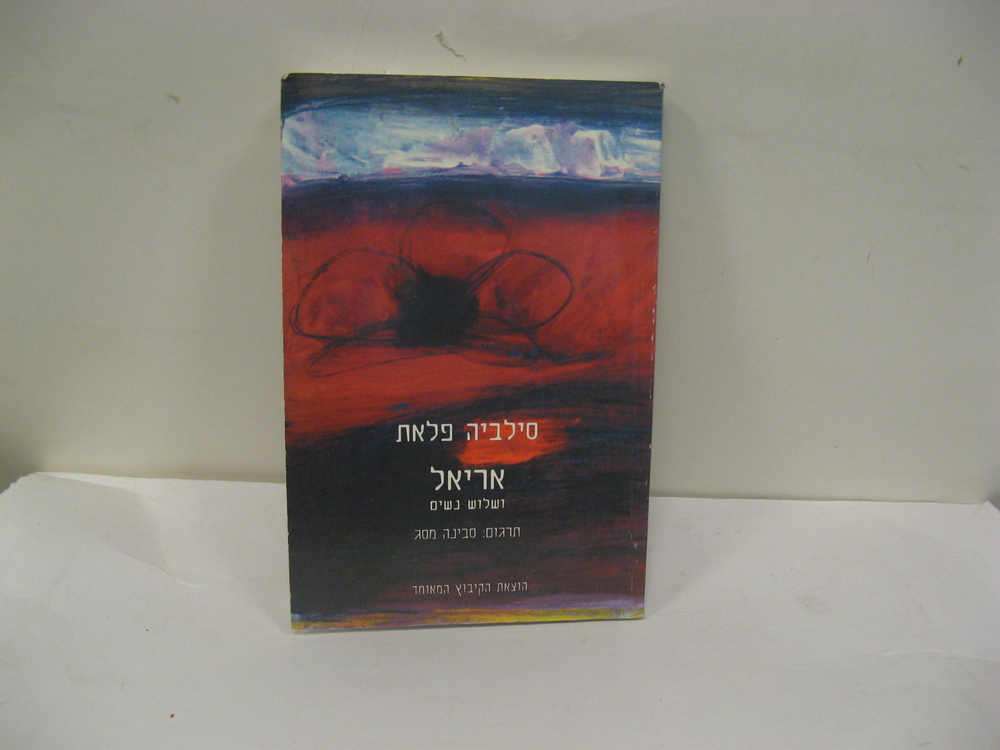 סילביה פלאת
אריאל
ושלוש נשים
תרגום: סבינה מסג
הוצאת הקיבוץ המאוחד